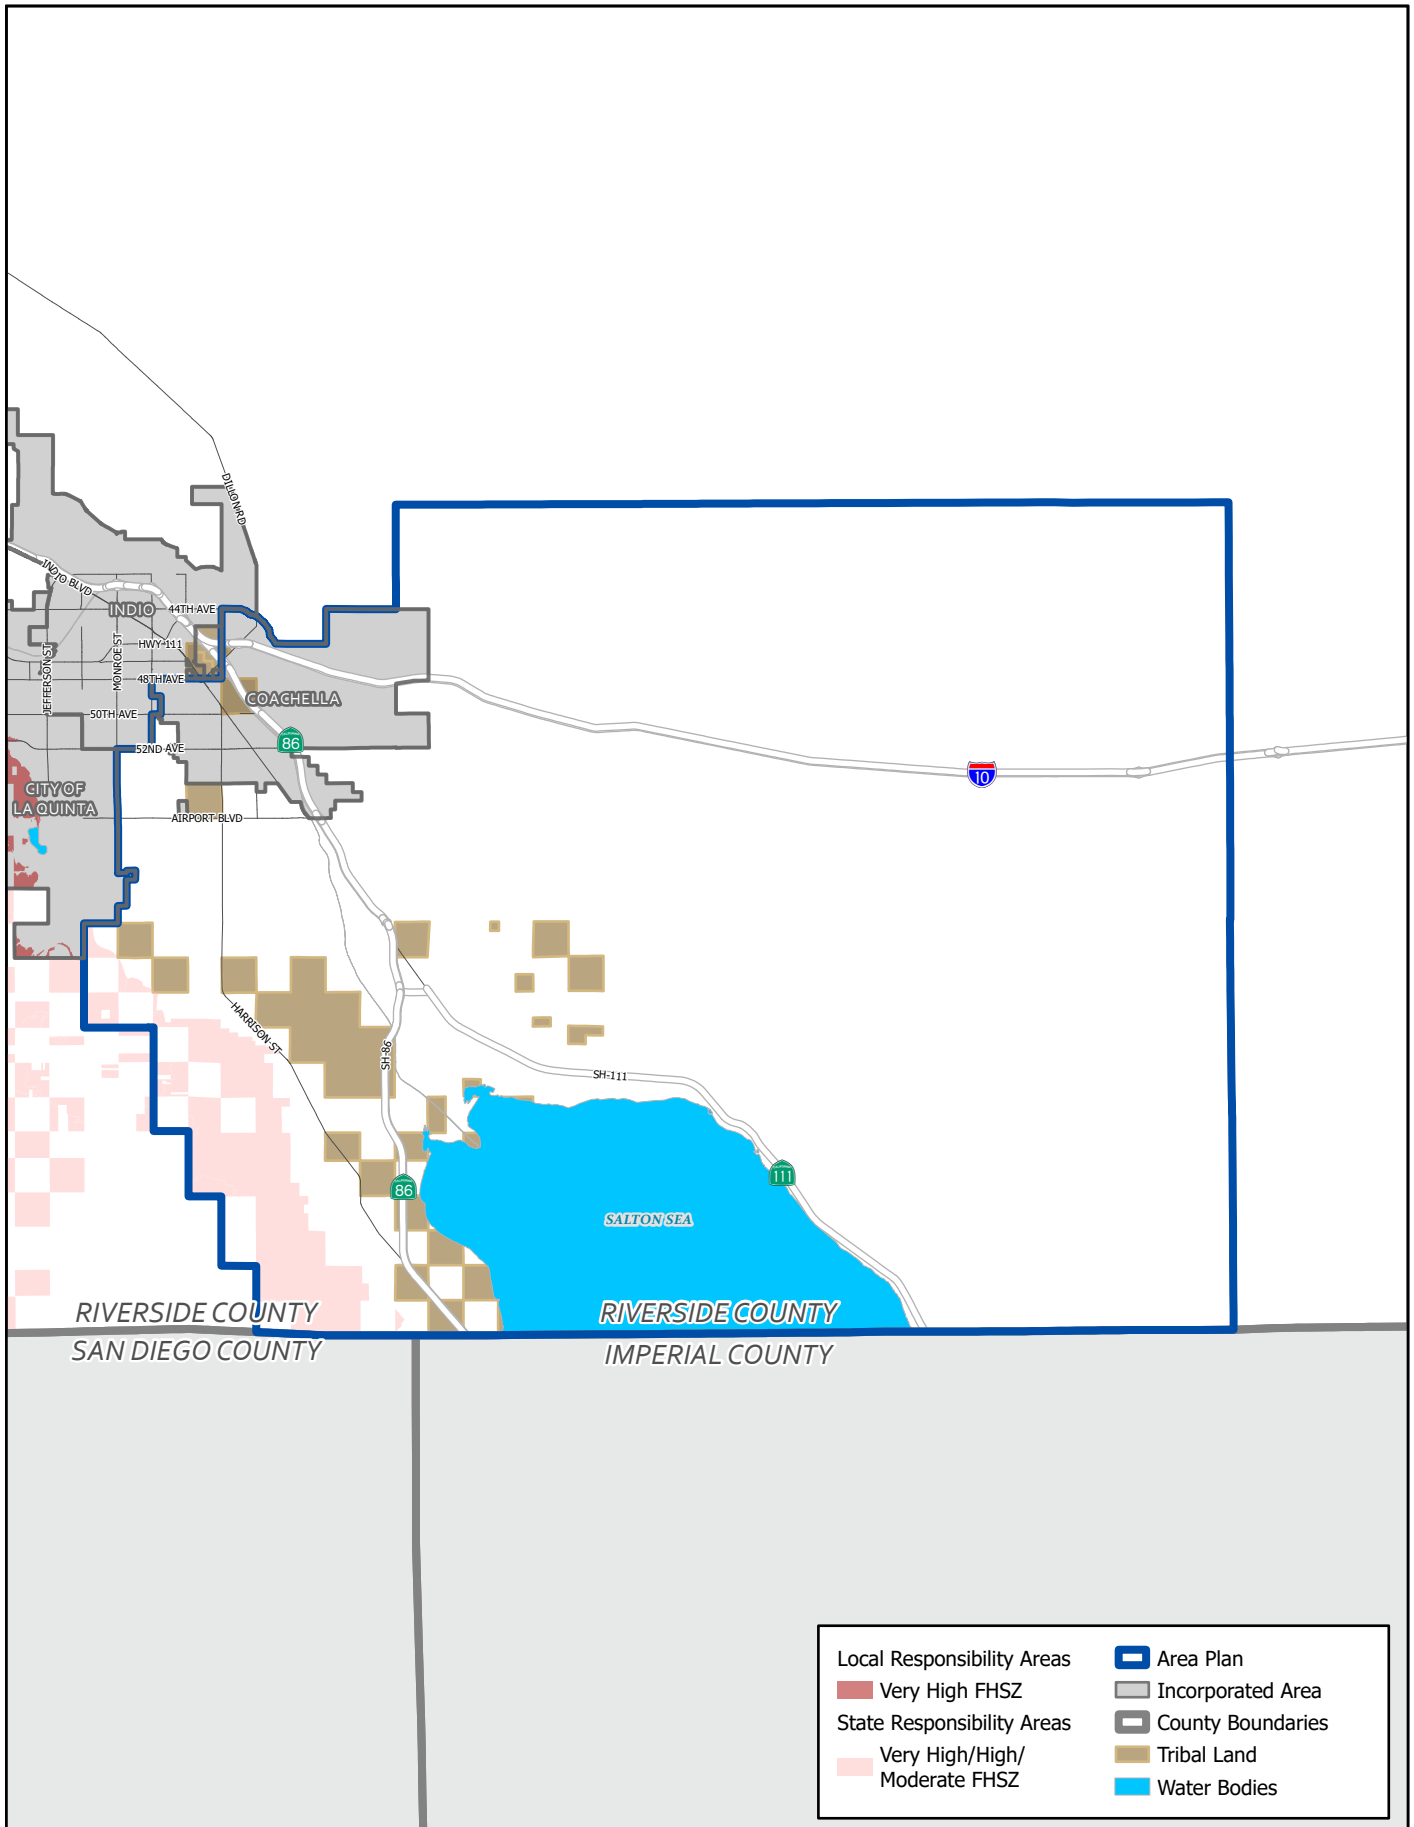 DILLON RD
INDIO BLVD
INDIO
44TH AVE
HWY 111
JEFFERSON ST
MONROE ST
48TH AVE
COACHELLA
50TH AVE
52ND AVE
86
10
CITY OF
LA QUINTA
AIRPORT BLVD
HARRISON ST
SH-86
SH-111
111
86
SALTON SEA
RIVERSIDE COUNTY
RIVERSIDE COUNTY
SAN DIEGO COUNTY
IMPERIAL COUNTY
Local Responsibility Areas
Very High FHSZ
State Responsibility Areas
Very High/High/
Moderate FHSZ
Area Plan
Incorporated Area
County Boundaries
Tribal Land
Water Bodies